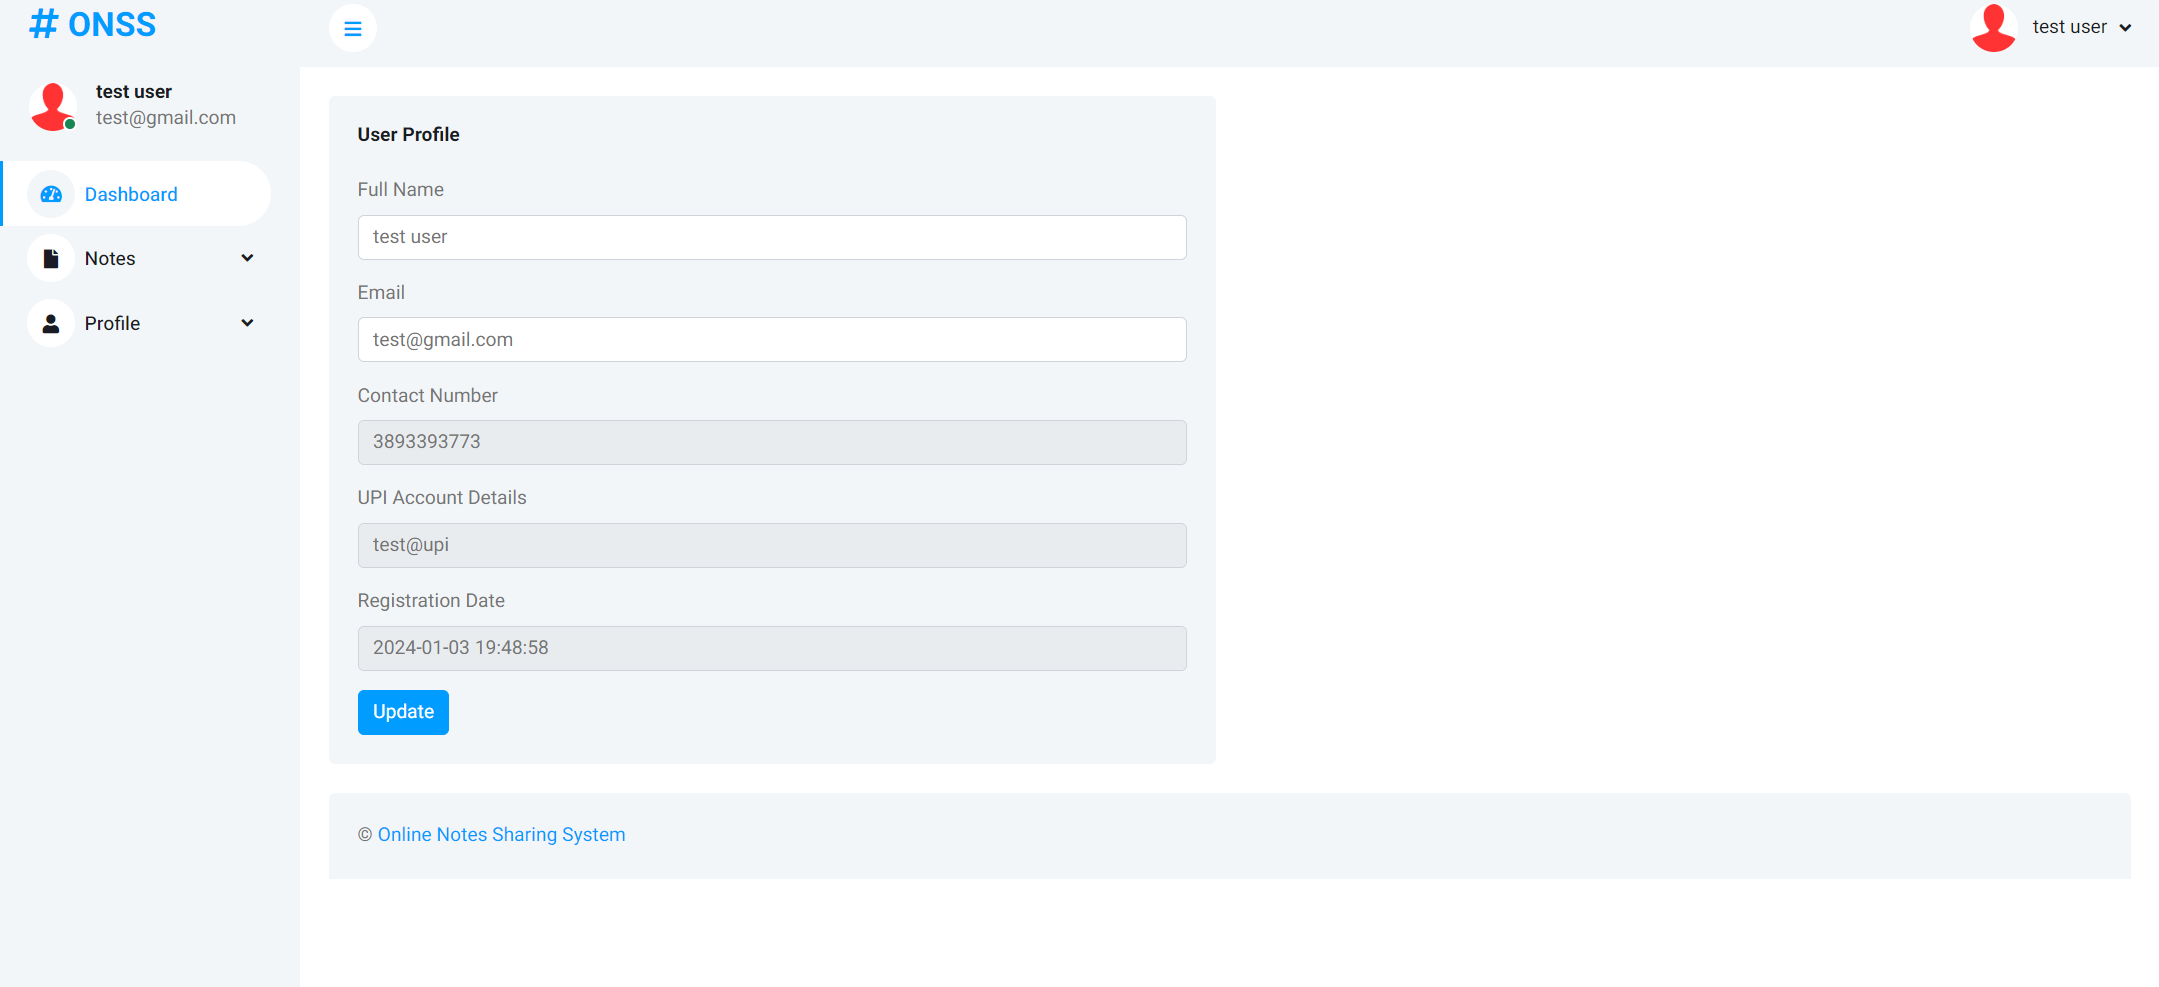 # ONSS
test user
test user
test@gmail.com
Dashboard
Notes
Profile
User Profile
Full Name
test user
Email
test@gmail.com
Contact Number
3893393773
UPI Account Details
test@upi
Registration Date
2024-01-03 19:48:58
Update
© Online Notes Sharing System